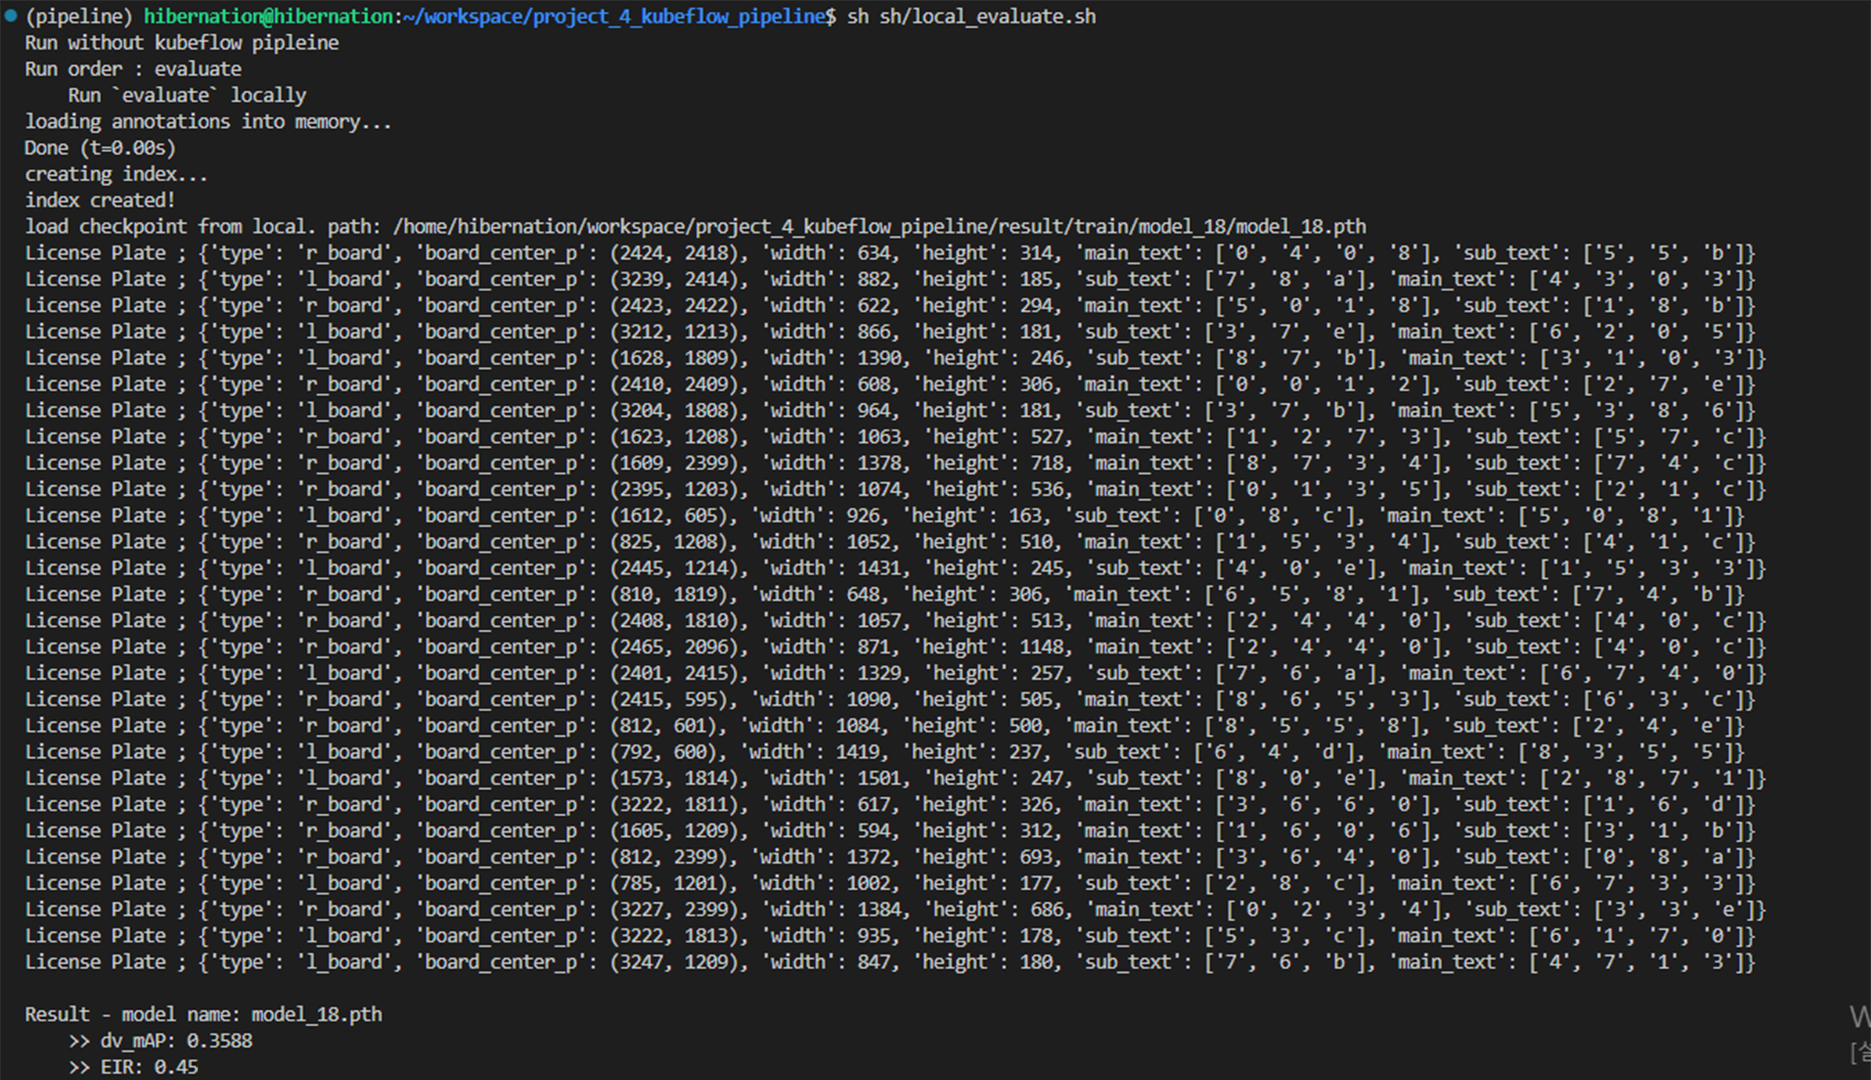 (pipeline) hibernation@hibernation:~/workspace/project_4_kubeflow_pipeline$ sh sh/local_evaluate.sh
Run without kubeflow pipleine
Run order : evaluate
Run `evaluate` locally
loading annotations into memory...
Done (t=0.00s)
creating index...
index created!
load checkpoint from local. path: /home/hibernation/workspace/project_4_kubeflow_pipeline/result/train/model_18/model_18.pth
License Plate ; {'type': 'r_board', 'board_center_p': (2424, 2418), 'width': 634, 'height': 314, 'main_text': ['0', '4', '0', '8'], 'sub_text': ['5', '5', 'b']}
License Plate ; {'type': 'l_board', 'board_center_p': (3239, 2414), 'width': 882, 'height': 185, 'sub_text': ['7', '8', 'a'], 'main_text': ['4', '3', '0', '3']}
License Plate ; {'type': 'r_board', 'board_center_p': (2423, 2422), 'width': 622, 'height': 294, 'main_text': ['5', '0', '1', '8'], 'sub_text': ['1', '8', 'b']}
License Plate ; {'type': 'l_board', 'board_center_p': (3212, 1213), 'width': 866, 'height': 181, 'sub_text': ['3', '7', 'e'], 'main_text': ['6', '2', '0', '5']}
License Plate ; {'type': 'l_board', 'board_center_p': (1628, 1809), 'width': 1390, 'height': 246, 'sub_text': ['8', '7', 'b'], 'main_text': ['3', '1', '0', '3']}
License Plate ; {'type': 'r_board', 'board_center_p': (2410, 2409), 'width': 608, 'height': 306, 'main_text': ['0', '0', '1', '2'], 'sub_text': ['2', '7', 'e']}
License Plate ; {'type': 'l_board', 'board_center_p': (3204, 1808), 'width': 964, 'height': 181, 'sub_text': ['3', '7', 'b'], 'main_text': ['5', '3', '8', '6']}
License Plate ; {'type': 'r_board', 'board_center_p': (1623, 1208), 'width': 1063, 'height': 527, 'main_text': ['1', '2', '7', '3'], 'sub_text': ['5', '7', 'c']}
License Plate ; {'type': 'r_board', 'board_center_p': (1609, 2399), 'width': 1378, 'height': 718, 'main_text': ['8', '7', '3', '4'], 'sub_text': ['7', '4', 'c']}
License Plate ; {'type': 'r_board', 'board_center_p': (2395, 1203), 'width': 1074, 'height': 536, 'main_text': ['0', '1', '3', '5'], 'sub_text': ['2', '1', 'c']}
License Plate ; {'type': 'l_board', 'board_center_p': (1612, 605), 'width': 926, 'height': 163, 'sub_text': ['0', '8', 'c'], 'main_text': ['5', '0', '8', '1']}
License Plate ; {'type': 'r_board', 'board_center_p': (825, 1208), 'width': 1052, 'height': 510, 'main_text': ['1', '5', '3', '4'], 'sub_text': ['4', '1', 'c']}
License Plate ; {'type': 'l_board', 'board_center_p': (2445, 1214), 'width': 1431, 'height': 245, 'sub_text': ['4', '0', 'e'], 'main_text': ['1', '5', '3', '3']}
License Plate ; {'type': 'r_board', 'board_center_p': (810, 1819), 'width': 648, 'height': 306, 'main_text': ['6', '5', '8', '1'], 'sub_text': ['7', '4', 'b']}
License Plate ; {'type': 'r_board', 'board_center_p': (2408, 1810), 'width': 1057, 'height': 513, 'main_text': ['2', '4', '4', '0'], 'sub_text': ['4', '0', 'c']}
License Plate ; {'type': 'r_board', 'board_center_p': (2465, 2096), 'width': 871, 'height': 1148, 'main_text': ['2', '4', '4', '0'], 'sub_text': ['4', '0', 'c']}
License Plate ; {'type': 'l_board', 'board_center_p': (2401, 2415), 'width': 1329, 'height': 257, 'sub_text': ['7', '6', 'a'], 'main_text': ['6', '7', '4', '0']}
License Plate ; {'type': 'r_board', 'board_center_p': (2415, 595), 'width': 1090, 'height': 505, 'main_text': ['8', '6', '5', '3'], 'sub_text': ['6', '3', 'c']}
License Plate ; {'type': 'r_board', 'board_center_p': (812, 601), 'width': 1084, 'height': 500, 'main_text': ['8', '5', '5', '8'], 'sub_text': ['2', '4', 'e']}
License Plate ; {'type': 'l_board', 'board_center_p': (792, 600), 'width': 1419, 'height': 237, 'sub_text': ['6', '4', 'd'], 'main_text': ['8', '3', '5', '5']}
License Plate ; {'type': 'l_board', 'board_center_p': (1573, 1814), 'width': 1501, 'height': 247, 'sub_text': ['8', '0', 'e'], 'main_text': ['2', '8', '7', '1']}
License Plate ; {'type': 'r_board', 'board_center_p': (3222, 1811), 'width': 617, 'height': 326, 'main_text': ['3', '6', '6', '0'], 'sub_text': ['1', '6', 'd']}
License Plate ; {'type': 'r_board', 'board_center_p': (1605, 1209), 'width': 594, 'height': 312, 'main_text': ['1', '6', '0', '6'], 'sub_text': ['3', '1', 'b']}
License Plate ; {'type': 'r_board', 'board_center_p': (812, 2399), 'width': 1372, 'height': 693, 'main_text': ['3', '6', '4', '0'], 'sub_text': ['0', '8', 'a']}
License Plate ; {'type': 'l_board', 'board_center_p': (785, 1201), 'width': 1002, 'height': 177, 'sub_text': ['2', '8', 'c'], 'main_text': ['6', '7', '3', '3']}
License Plate ; {'type': 'r_board', 'board_center_p': (3227, 2399), 'width': 1384, 'height': 686, 'main_text': ['0', '2', '3', '4'], 'sub_text': ['3', '3', 'e']}
License Plate ; {'type': 'l_board', 'board_center_p': (3222, 1813), 'width': 935, 'height': 178, 'sub_text': ['5', '3', 'c'], 'main_text': ['6', '1', '7', '0']}
License Plate ; {'type': 'l_board', 'board_center_p': (3247, 1209), 'width': 847, 'height': 180, 'sub_text': ['7', '6', 'b'], 'main_text': ['4', '7', '1', '3']}
Result - model name: model_18.pth
>> dv_mAP: 0.3588
>> EIR: 0.45